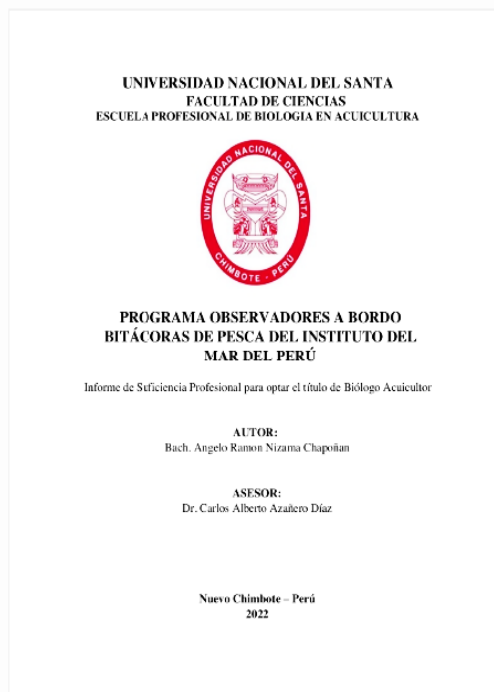 UNIVERSIDAD NACIONAL DEL SANTA
FACULTAD DE CIENCIAS
ESCUELA PROFESIONAL DE BIOLOGIA EN ACUICULTURA
UNIVERSIDAD NACIONAL DEL SANTA
CHIMBOTE - PERÚ
PROGRAMA OBSERVADORES A BORDO
BITÁCORAS DE PESCA DEL INSTITUTO DEL
MAR DEL PERÚ
Informe de Suficiencia Profesional para optar el título de Biólogo Acuicultor
AUTOR:
Bach. Angelo Ramon Nizama Chapoñan
ASESOR:
Dr. Carlos Alberto Azañero Díaz
Nuevo Chimbote – Perú
2022